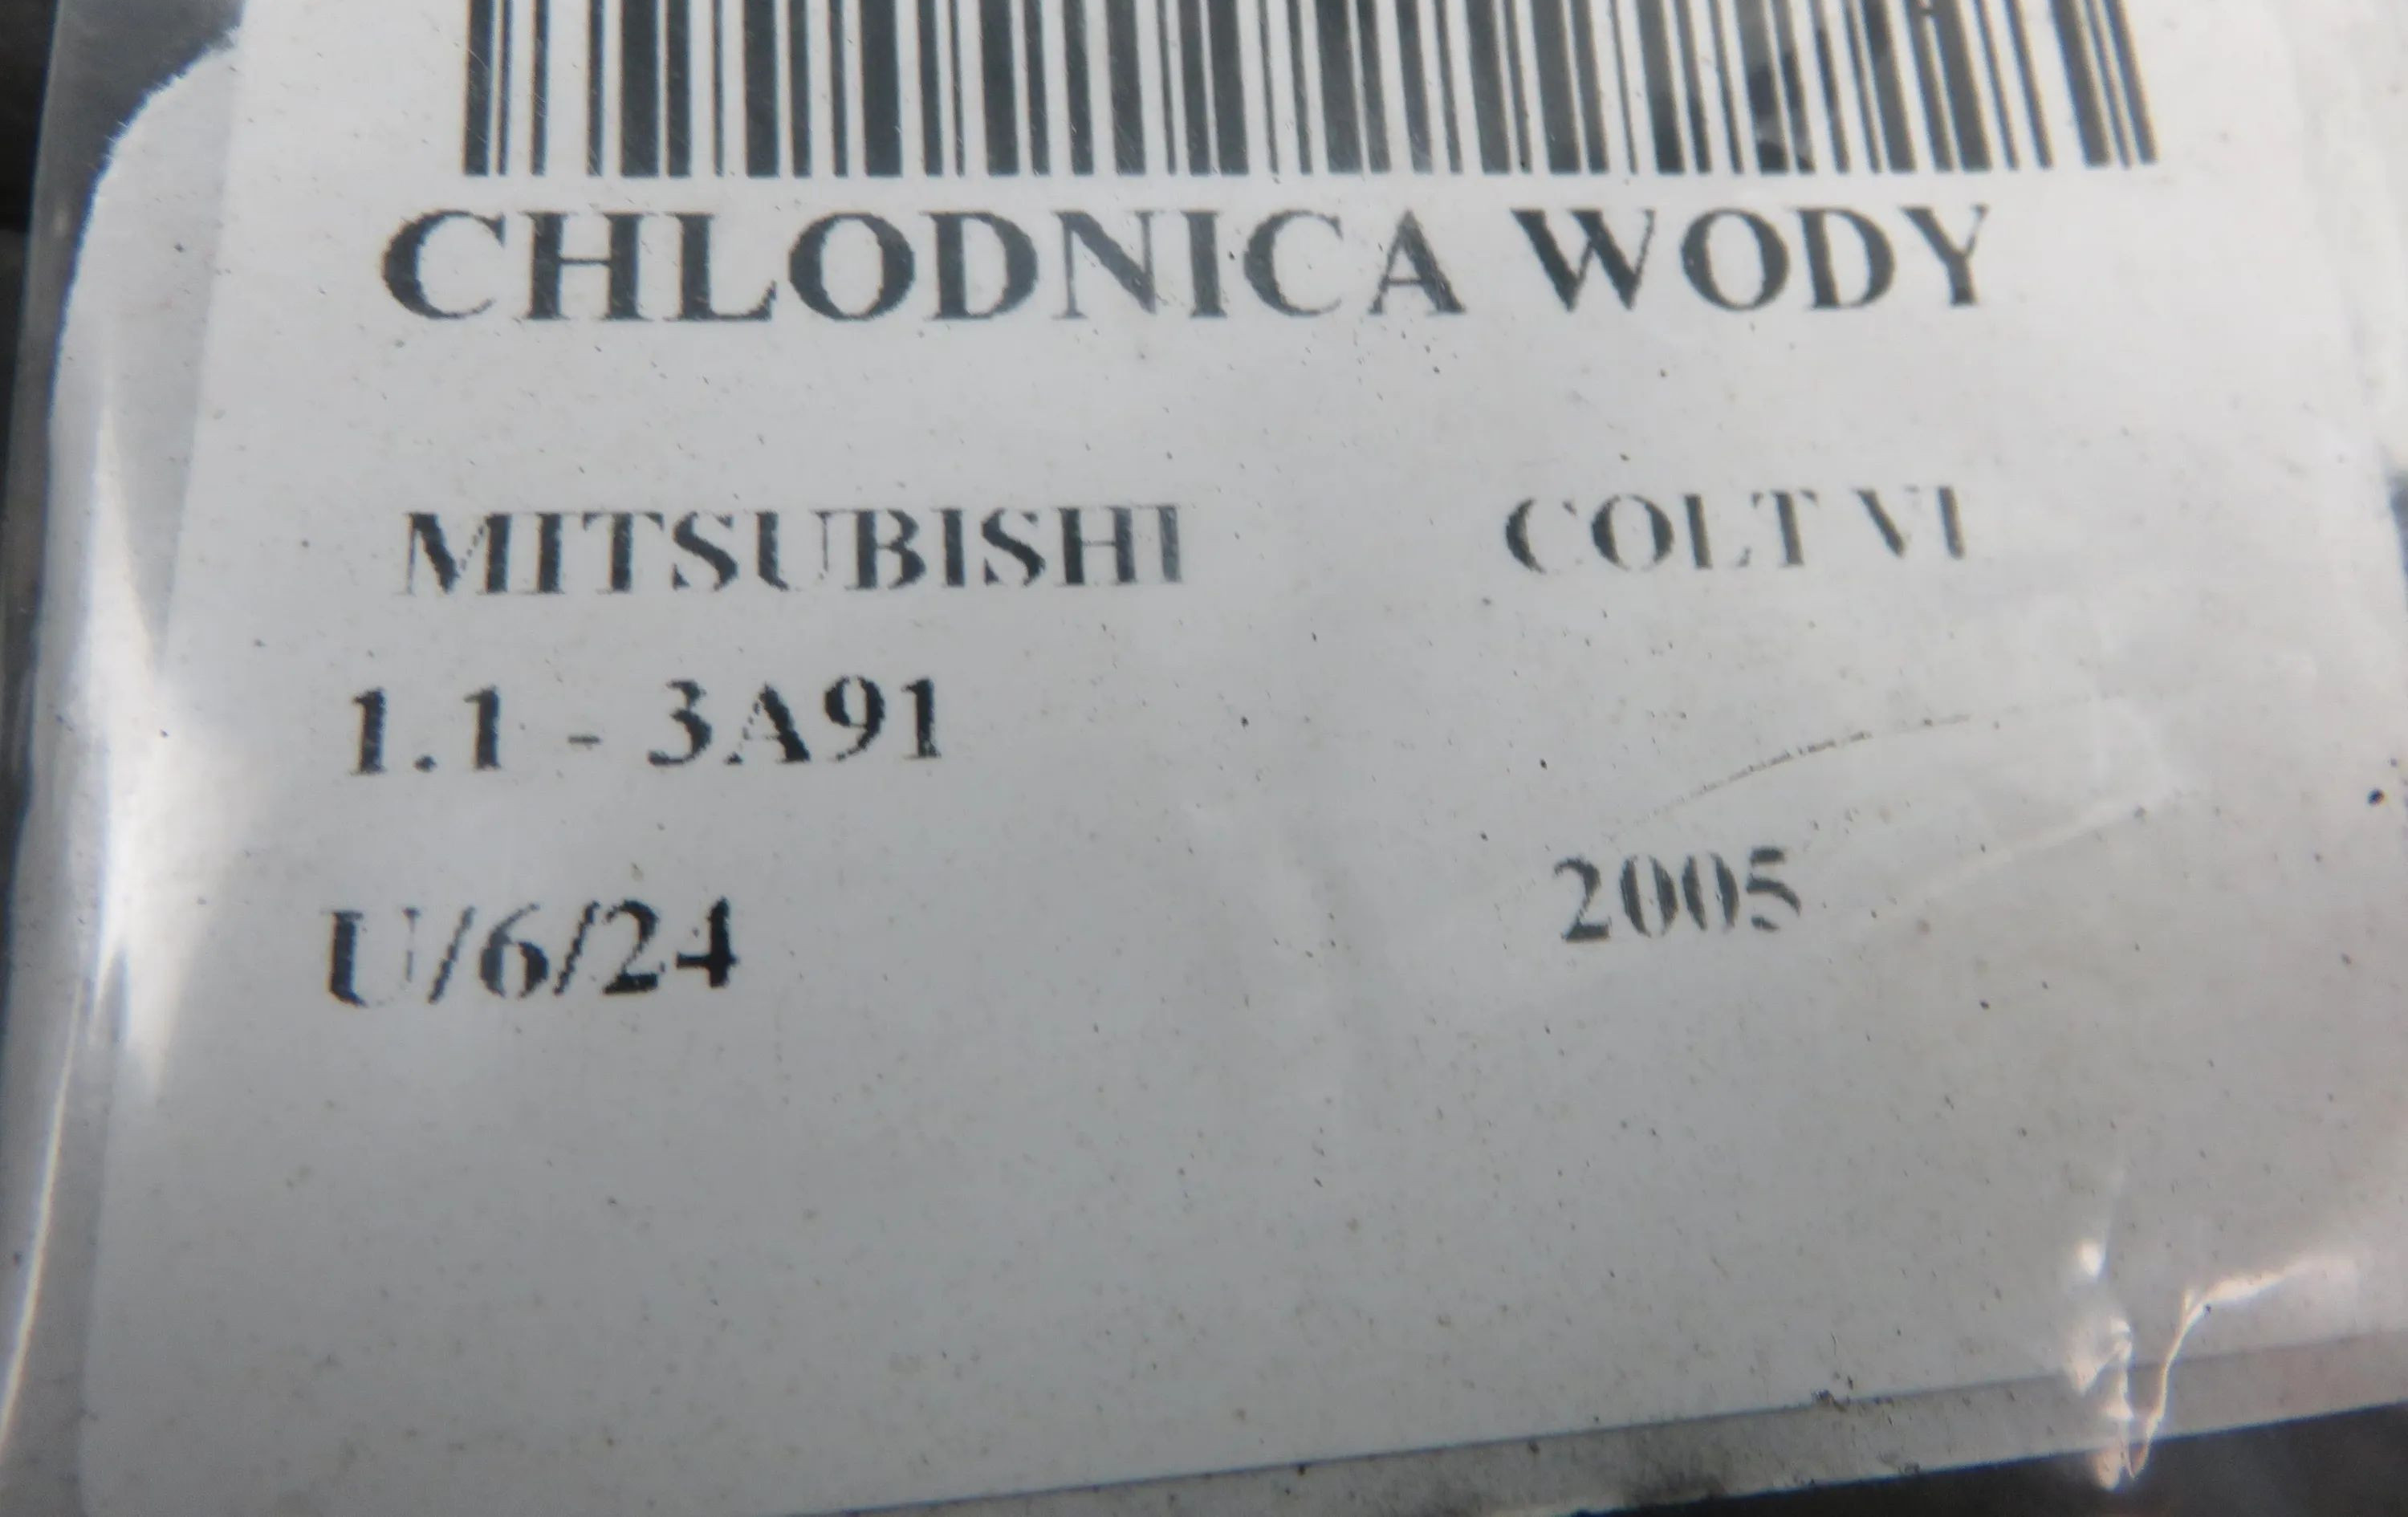 CHLODNICA WODY
MITSUBISHI COLT VI
1.1 - 3A91
2005
U/6/24